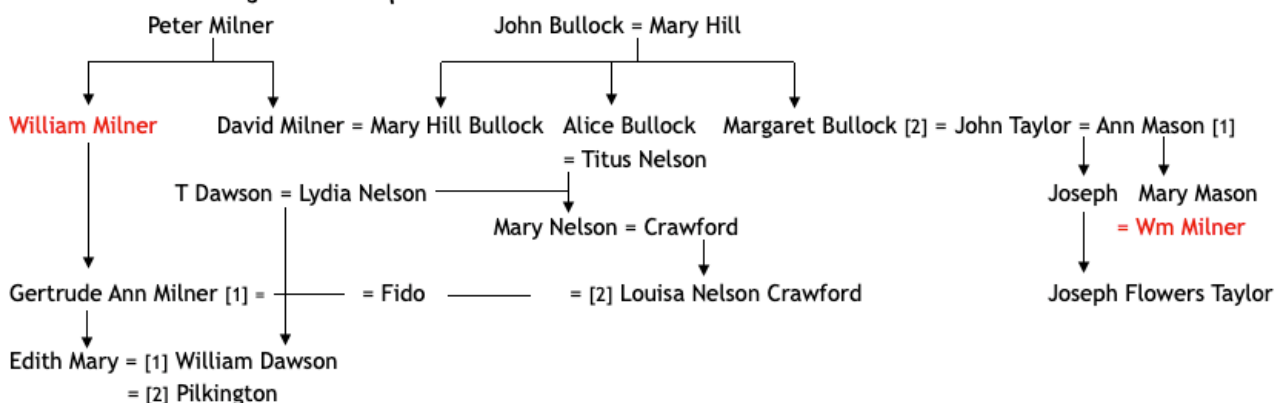 Peter Milner John Bullock = Mary Hill
William Milner David Milner = Mary Hill Bullock Alice Bullock Margaret Bullock [2] = John Taylor = Ann Mason [1]
= Titus Nelson
T Dawson = Lydia Nelson Joseph Mary Mason
Mary Nelson = Crawford = Wm Milner
Gertrude Ann Milner [1] = = Fido = [2] Louisa Nelson Crawford Joseph Flowers Taylor
Edith Mary = [1] William Dawson
= [2] Pilkington